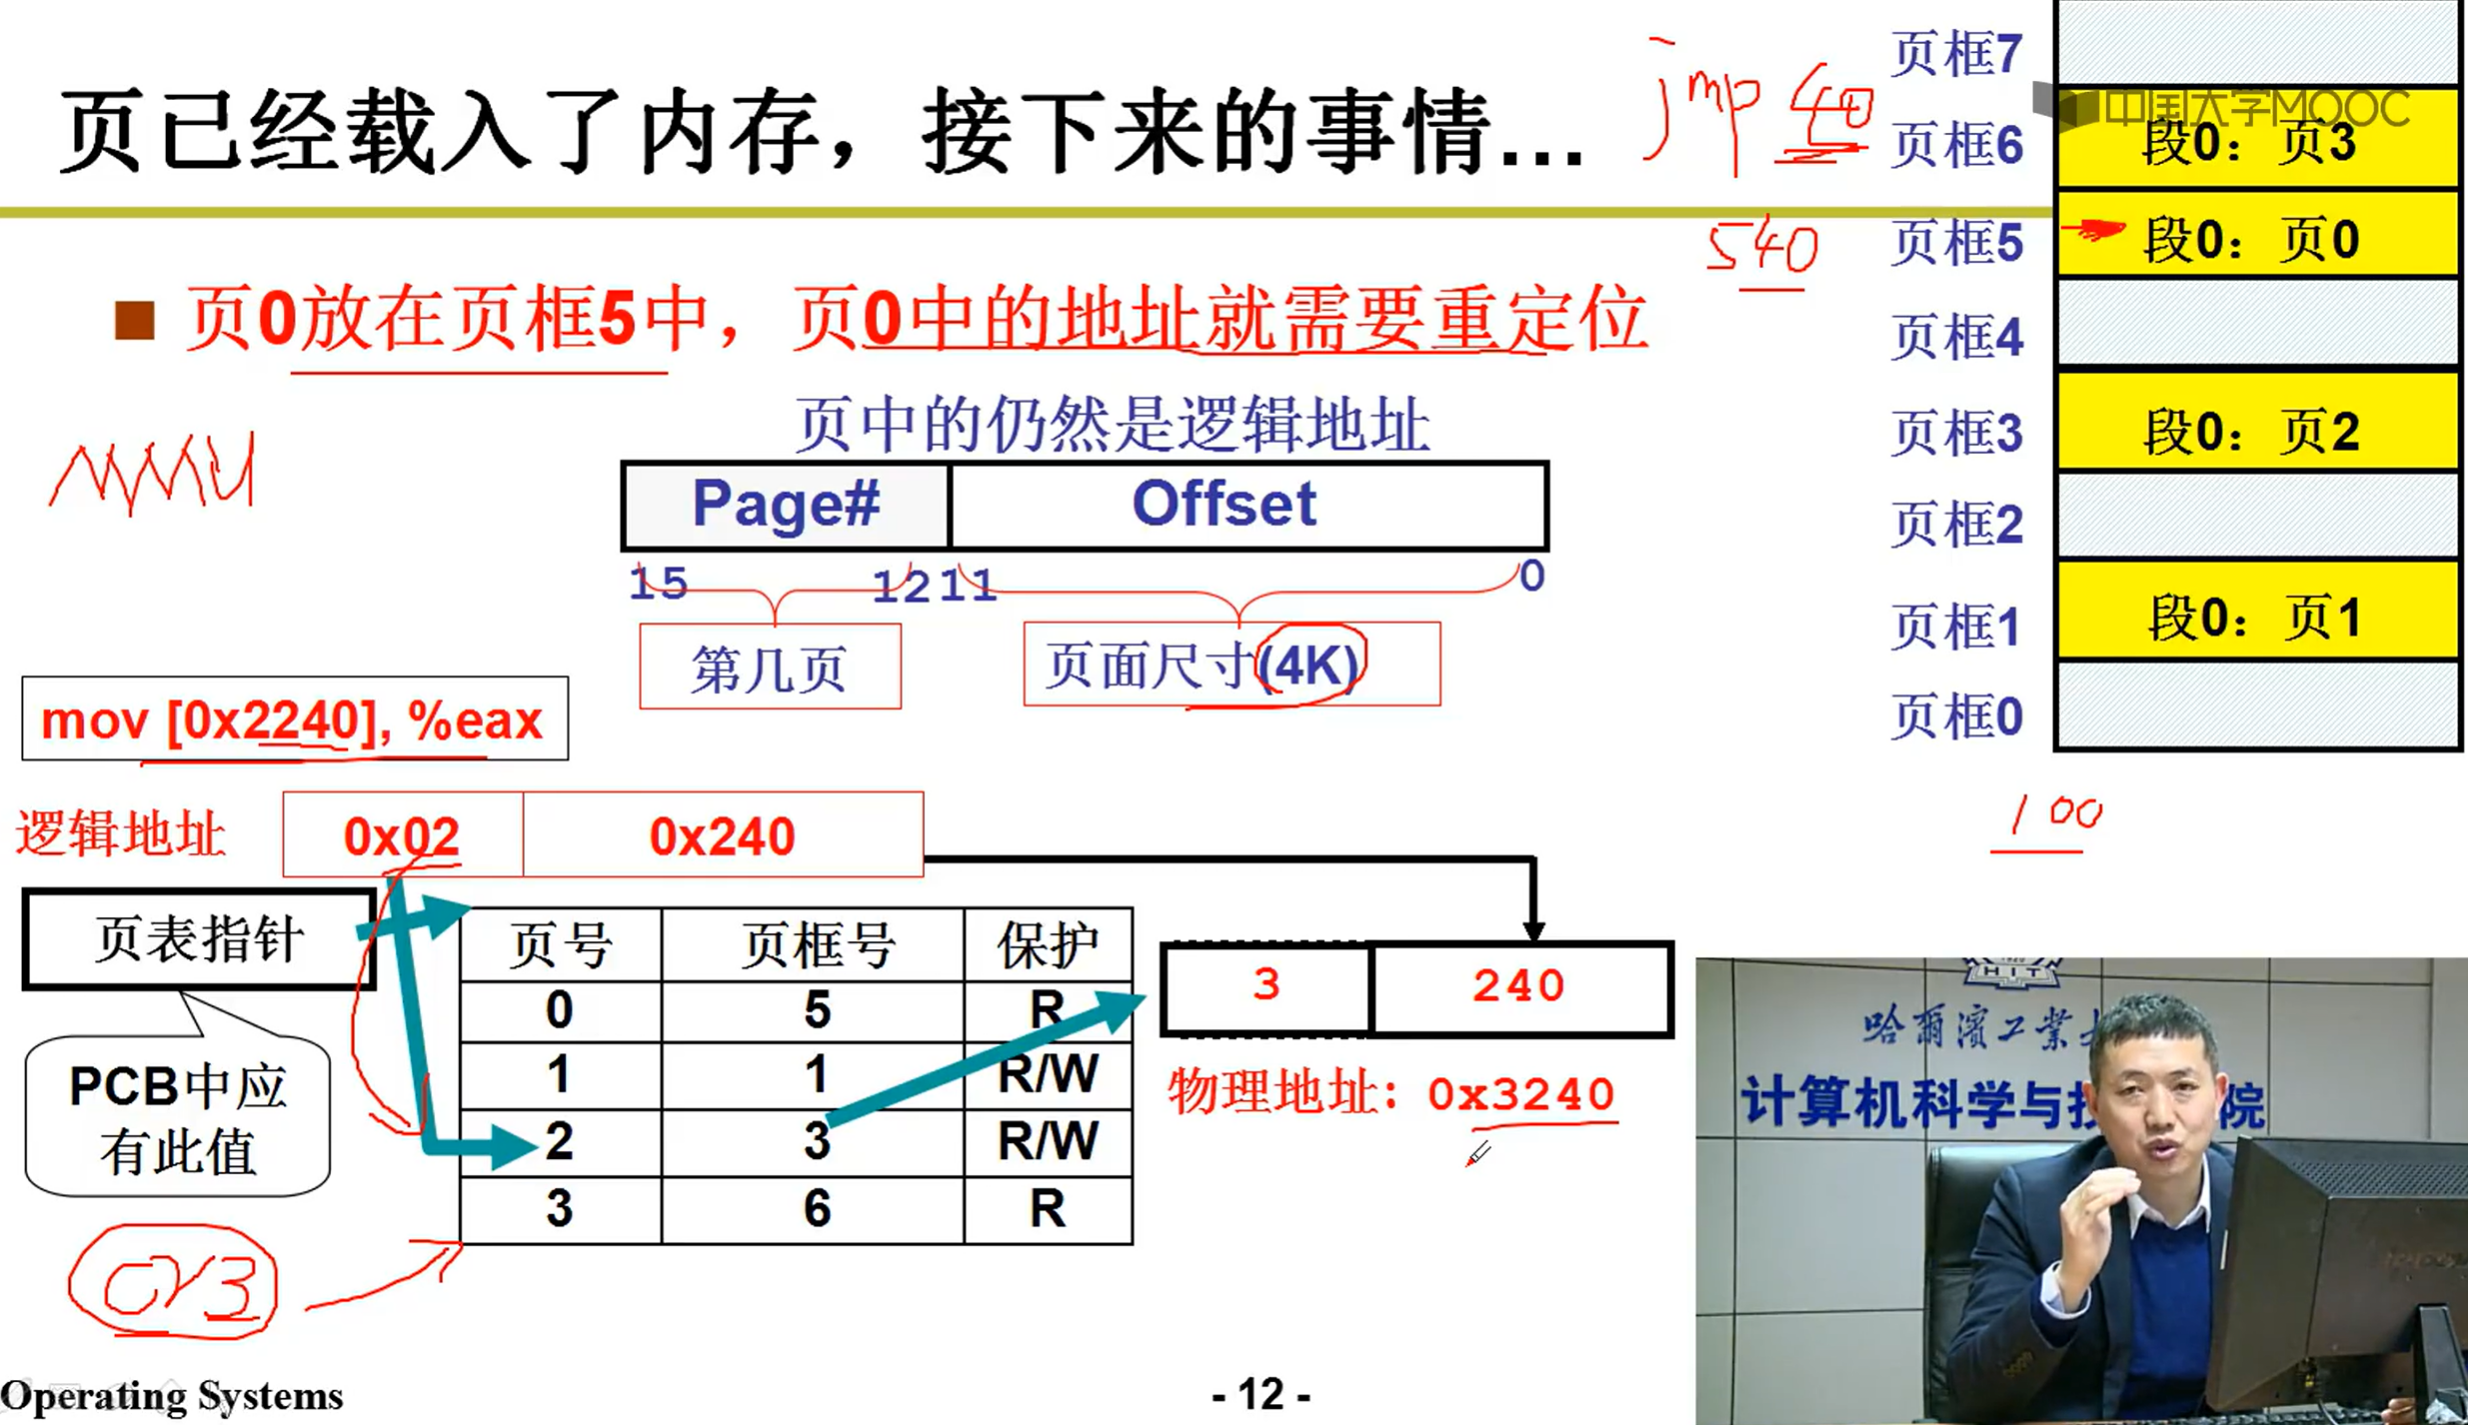 页已经载入了内存，接下来的事情…
jmp 40
540
■ 页0放在页框5中，页0中的地址就需要重定位
页中的仍然是逻辑地址
MMU
Page# Offset
15 12 11 0
第几页 页面尺寸(4K)
mov [0x2240], %eax
逻辑地址 0x02 0x240
页表指针
PCB中应
有此值
cr3
页号 页框号 保护
0 5 R
1 1 R/W
2 3 R/W
3 6 R
3 240
物理地址：0x3240
页框7
中国大学MOOC
页框6 段0：页3
页框5 段0：页0
页框4
页框3 段0：页2
页框2
页框1 段0：页1
页框0
100
HIT
哈爾濱工業
计算机科学与 院
Operating Systems
- 12 -